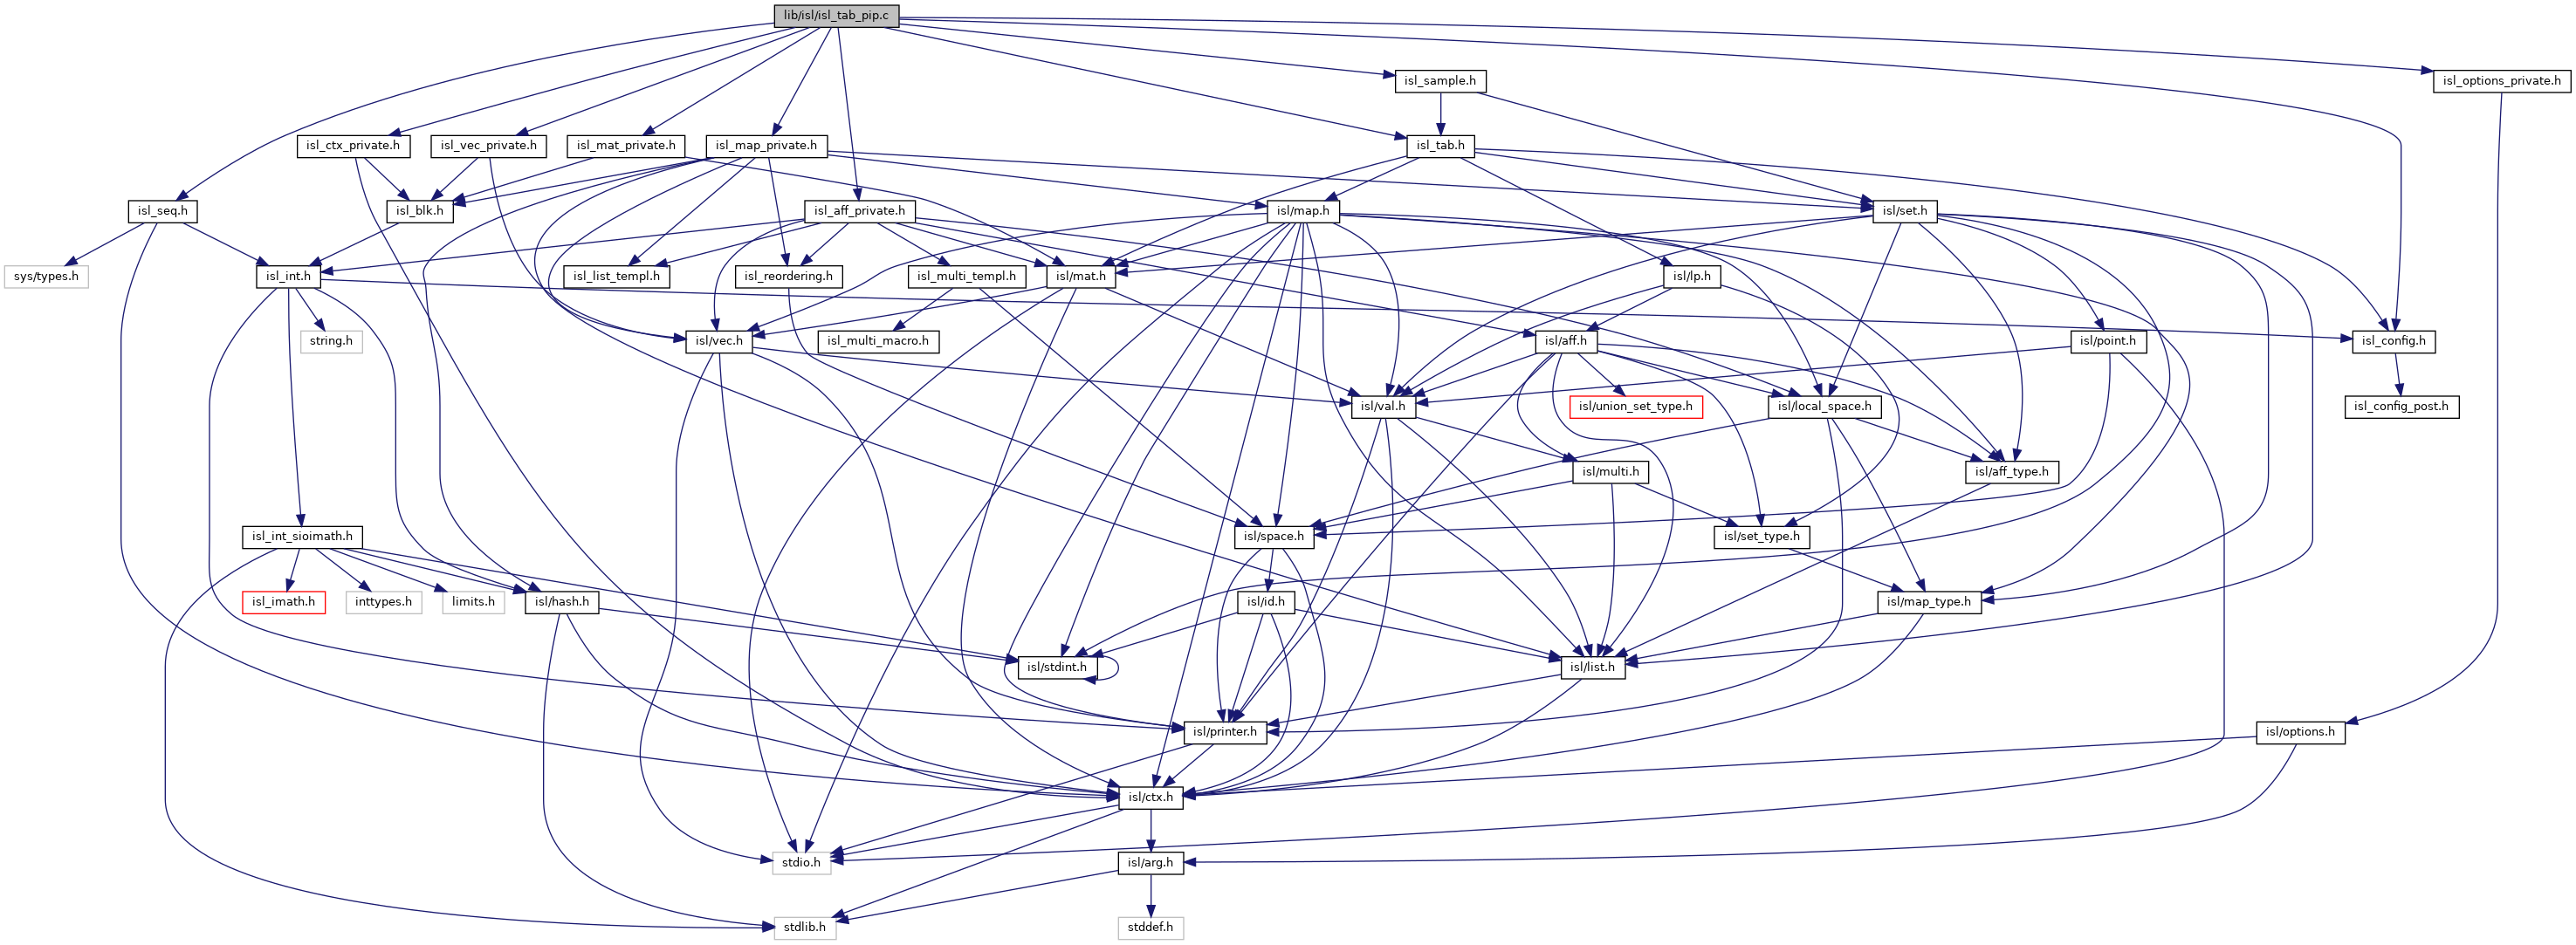 lib/isl/isl_tab_pip.c
isl_sample.h
isl_options_private.h
isl_ctx_private.h
isl_vec_private.h
isl_mat_private.h
isl_map_private.h
isl_tab.h
isl_seq.h
isl_blk.h
isl_aff_private.h
isl/map.h
isl/set.h
sys/types.h
isl_int.h
isl_list_templ.h
isl_reordering.h
isl_multi_templ.h
isl/mat.h
isl/lp.h
string.h
isl/vec.h
isl_multi_macro.h
isl/aff.h
isl/point.h
isl_config.h
isl/val.h
isl/union_set_type.h
isl/local_space.h
isl_config_post.h
isl/multi.h
isl/aff_type.h
isl_int_sioimath.h
isl/space.h
isl/set_type.h
isl_imath.h
inttypes.h
limits.h
isl/hash.h
isl/id.h
isl/map_type.h
isl/stdint.h
isl/list.h
isl/printer.h
isl/options.h
isl/ctx.h
stdio.h
isl/arg.h
stdlib.h
stddef.h